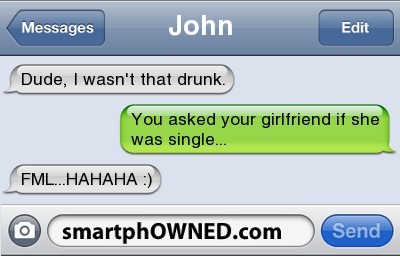 Messages
John
Edit
Dude, I wasn't that drunk.
You asked your girlfriend if she
was single...
FML...HAHAHA :)
smartphOWNED.com
Send